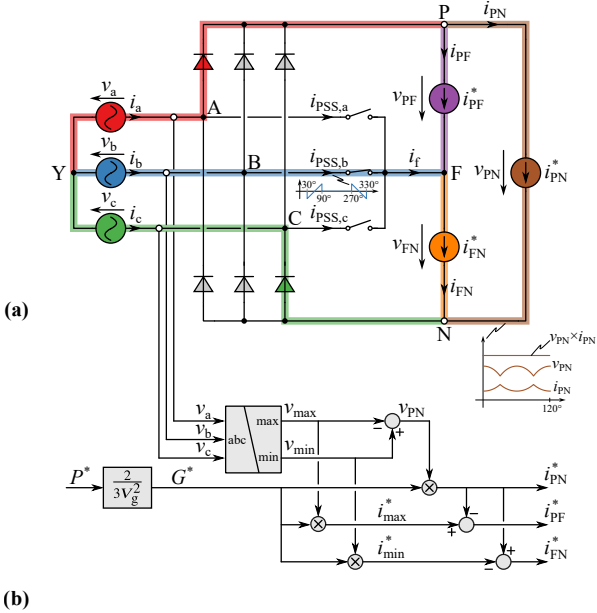 P
i_PN
i_PF
v_PF
i*_PF
v_a
i_a
A
i_PSS,a
v_b
i_b
Y
B
i_PSS,b
i_f
F
v_PN
i*_PN
30°
330°
90°
270°
v_c
i_c
C
i_PSS,c
v_FN
i*_FN
i_FN
N
(a)
v_PN×i_PN
v_PN
i_PN
120°
v_a
v_b
v_c
abc
max
min
v_max
v_min
v_PN
−
+
P*
2
3V_g^2
G*
×
i*_PN
i*_max
×
−
+
i*_PF
i*_min
×
+
−
i*_FN
(b)